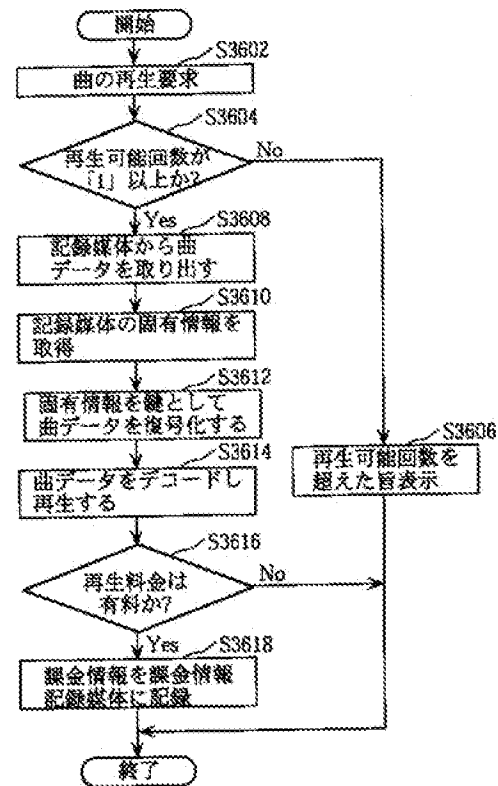 開始
S3602
曲の再生要求
S3604
再生可能回数が
「1」以上か?
No
Yes
S3608
記録媒体から曲
データを取り出す
S3610
記録媒体の固有情報を
取得
S3612
固有情報を鍵として
曲データを復号化する
S3614
曲データをデコードし
再生する
S3606
再生可能回数を
超えた旨表示
S3616
再生料金は
有料か?
No
Yes
S3618
課金情報を課金情報
記録媒体に記録
終了